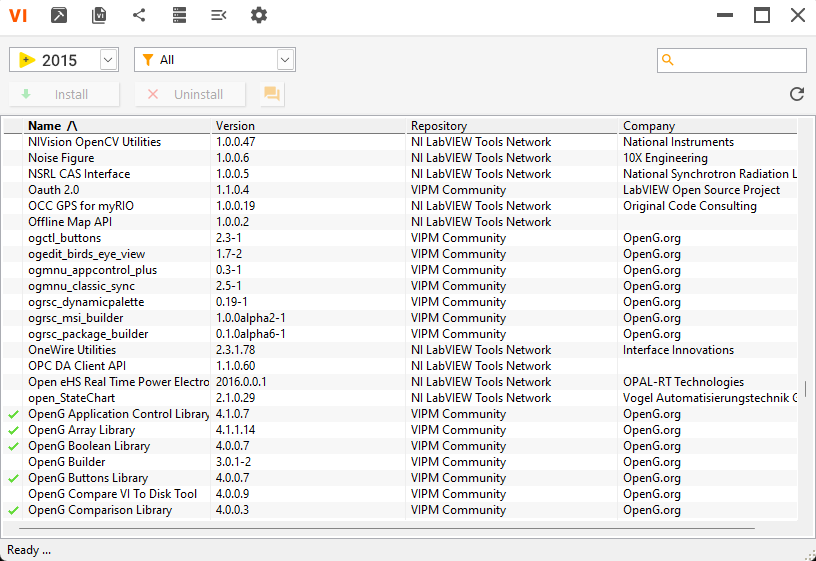 VI
2015 All
Install Uninstall
Name /\ Version Repository Company
NIVision OpenCV Utilities 1.0.0.47 NI LabVIEW Tools Network National Instruments
Noise Figure 1.0.0.6 NI LabVIEW Tools Network 10X Engineering
NSRL CAS Interface 1.0.0.5 NI LabVIEW Tools Network National Synchrotron Radiation L
Oauth 2.0 1.1.0.4 VIPM Community LabVIEW Open Source Project
OCC GPS for myRIO 1.0.0.19 NI LabVIEW Tools Network Original Code Consulting
Offline Map API 1.0.0.2 NI LabVIEW Tools Network
ogctl_buttons 2.3-1 VIPM Community OpenG.org
ogedit_birds_eye_view 1.7-2 VIPM Community OpenG.org
ogmnu_appcontrol_plus 0.3-1 VIPM Community OpenG.org
ogmnu_classic_sync 2.5-1 VIPM Community OpenG.org
ogrsc_dynamicpalette 0.19-1 VIPM Community OpenG.org
ogrsc_msi_builder 1.0.0alpha2-1 VIPM Community OpenG.org
ogrsc_package_builder 0.1.0alpha6-1 VIPM Community OpenG.org
OneWire Utilities 2.3.1.78 NI LabVIEW Tools Network Interface Innovations
OPC DA Client API 1.1.0.60 NI LabVIEW Tools Network
Open eHS Real Time Power Electro 2016.0.0.1 NI LabVIEW Tools Network OPAL-RT Technologies
open_StateChart 2.1.0.29 NI LabVIEW Tools Network Vogel Automatisierungstechnik G
OpenG Application Control Library 4.1.0.7 VIPM Community OpenG.org
OpenG Array Library 4.1.1.14 VIPM Community OpenG.org
OpenG Boolean Library 4.0.0.7 VIPM Community OpenG.org
OpenG Builder 3.0.1-2 VIPM Community OpenG.org
OpenG Buttons Library 4.0.0.7 VIPM Community OpenG.org
OpenG Compare VI To Disk Tool 4.0.0.9 VIPM Community OpenG.org
OpenG Comparison Library 4.0.0.3 VIPM Community OpenG.org
Ready ...